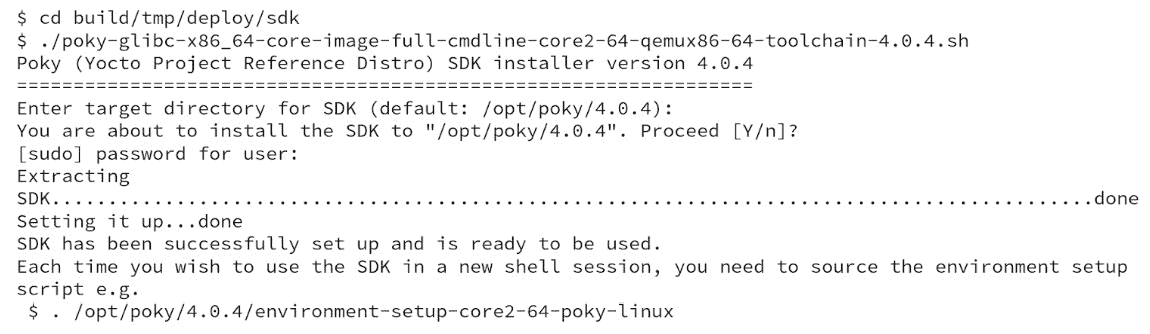 $ cd build/tmp/deploy/sdk
$ ./poky-glibc-x86_64-core-image-full-cmdline-core2-64-qemux86-64-toolchain-4.0.4.sh
Poky (Yocto Project Reference Distro) SDK installer version 4.0.4
=================================================================
Enter target directory for SDK (default: /opt/poky/4.0.4):
You are about to install the SDK to "/opt/poky/4.0.4". Proceed [Y/n]?
[sudo] password for user:
Extracting
SDK............................................................................................done
Setting it up...done
SDK has been successfully set up and is ready to be used.
Each time you wish to use the SDK in a new shell session, you need to source the environment setup
script e.g.
 $ . /opt/poky/4.0.4/environment-setup-core2-64-poky-linux